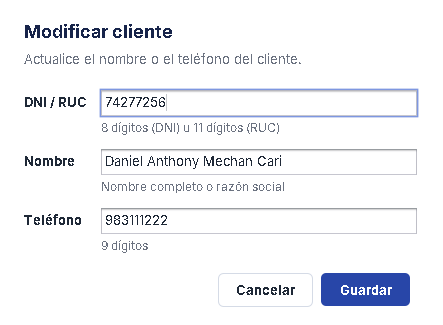 Modificar cliente
Actualice el nombre o el teléfono del cliente.
DNI / RUC 74277256
8 dígitos (DNI) u 11 dígitos (RUC)
Nombre Daniel Anthony Mechan Cari
Nombre completo o razón social
Teléfono 983111222
9 dígitos
Cancelar Guardar